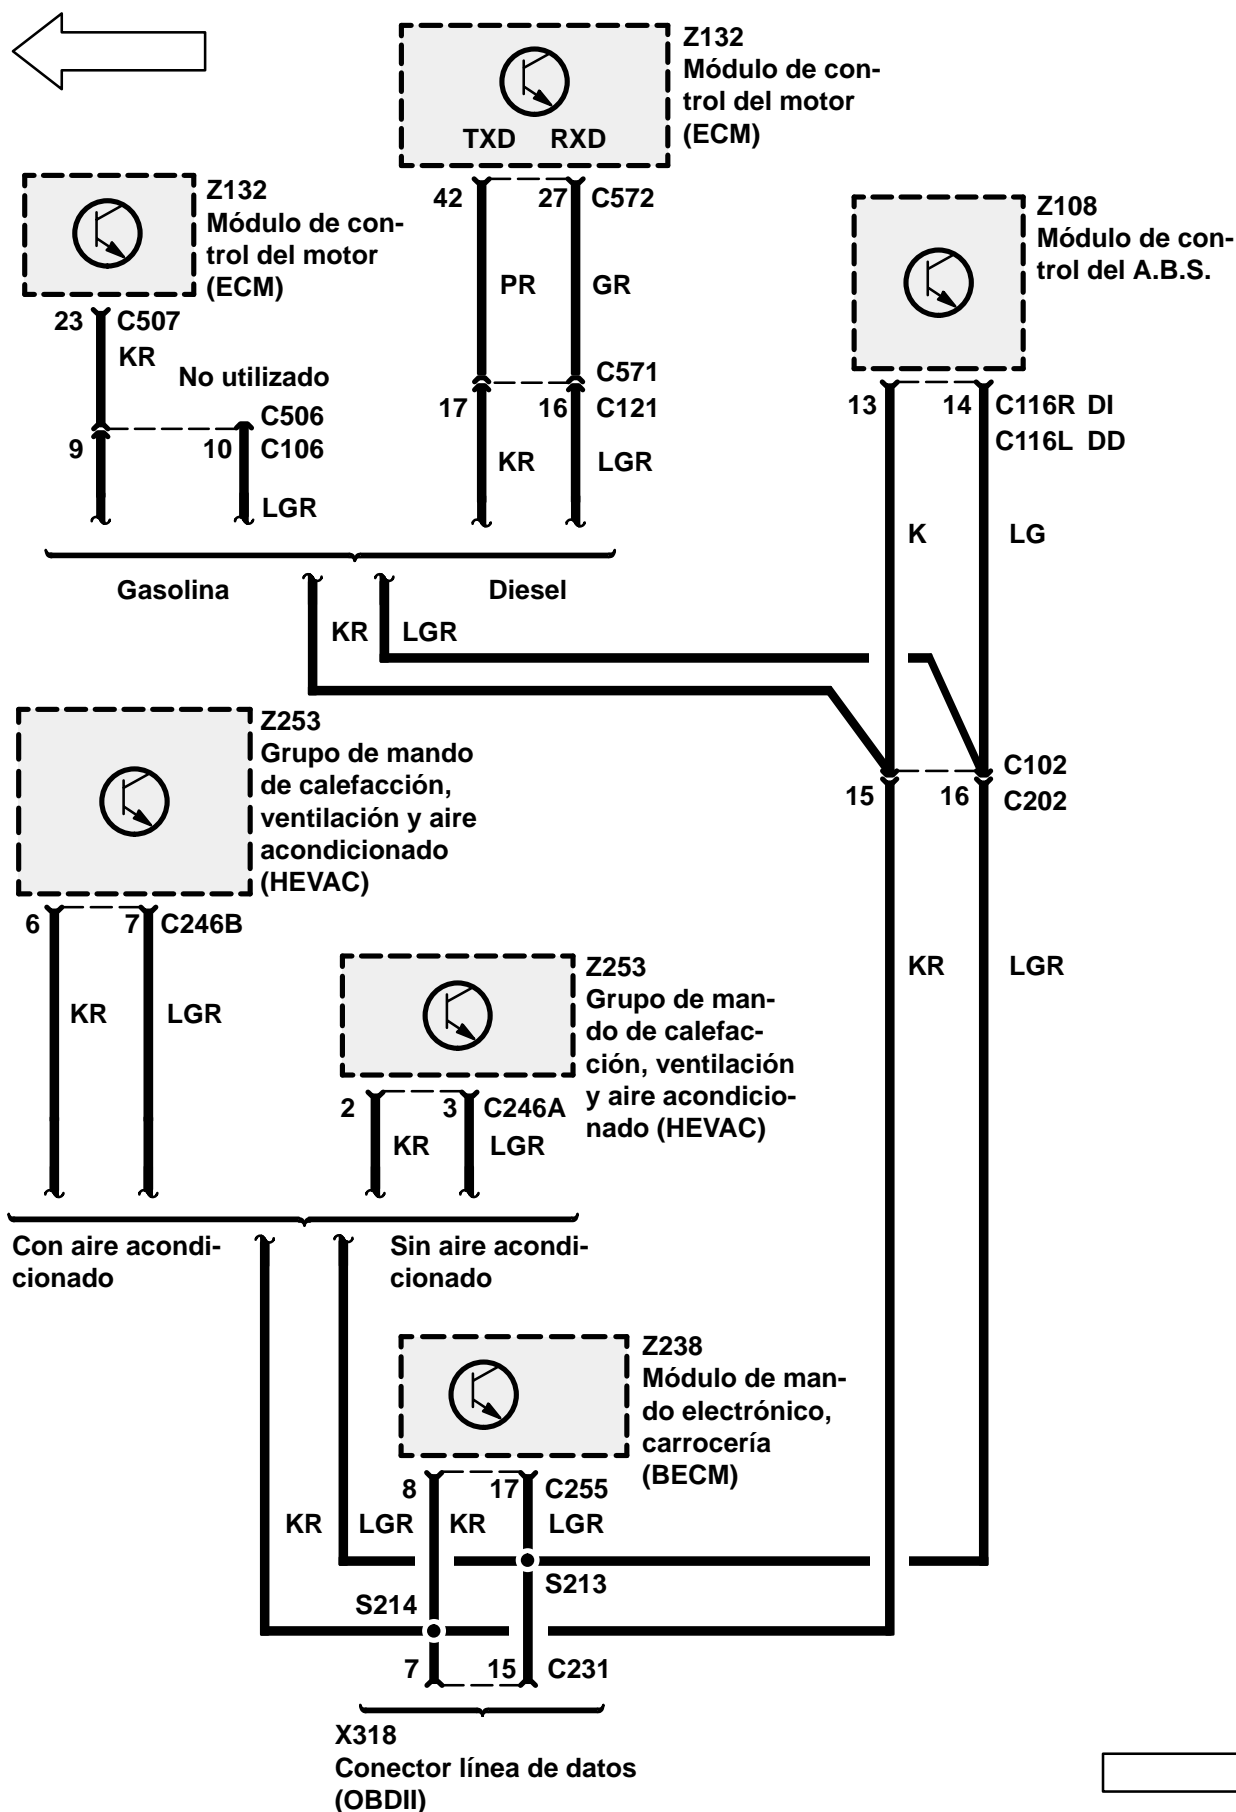 Z132
Módulo de con-
trol del motor
(ECM)
TXD RXD
42 27 C572
PR GR
C571
17 16 C121
KR LGR
Z132
Módulo de con-
trol del motor
(ECM)
23 C507
KR
No utilizado
C506
9 10 C106
LGR
Z108
Módulo de con-
trol del A.B.S.
13 14 C116R DI
C116L DD
K LG
Gasolina Diesel
KR LGR
C102
15 16 C202
KR LGR
Z253
Grupo de mando
de calefacción,
ventilación y aire
acondicionado
(HEVAC)
6 7 C246B
KR LGR
Z253
Grupo de man-
do de calefac-
ción, ventilación
y aire acondicio-
nado (HEVAC)
2 3 C246A
KR LGR
Con aire acondi-
cionado
Sin aire acondi-
cionado
Z238
Módulo de man-
do electrónico,
carrocería
(BECM)
8 17 C255
KR LGR KR LGR
S213
S214
7 15 C231
X318
Conector línea de datos
(OBDII)